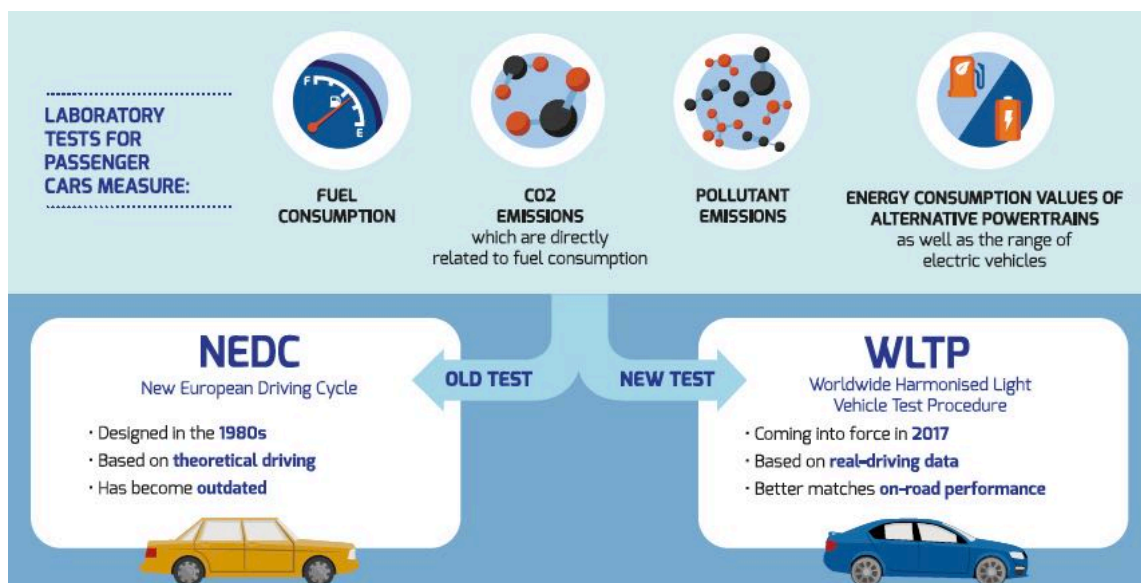 LABORATORY
TESTS FOR
PASSENGER
CARS MEASURE:
F
E
FUEL
CONSUMPTION
CO2
EMISSIONS
which are directly
related to fuel consumption
POLLUTANT
EMISSIONS
ENERGY CONSUMPTION VALUES OF
ALTERNATIVE POWERTRAINS
as well as the range of
electric vehicles
OLD TEST
NEW TEST
NEDC
New European Driving Cycle
· Designed in the 1980s
· Based on theoretical driving
· Has become outdated
WLTP
Worldwide Harmonised Light
Vehicle Test Procedure
· Coming into force in 2017
· Based on real-driving data
· Better matches on-road performance